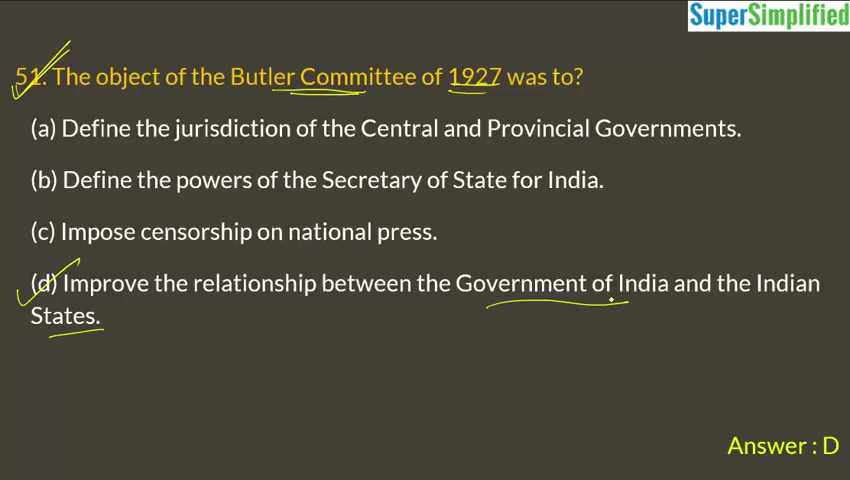 SuperSimplified
51. The object of the Butler Committee of 1927 was to?
(a) Define the jurisdiction of the Central and Provincial Governments.
(b) Define the powers of the Secretary of State for India.
(c) Impose censorship on national press.
(d) Improve the relationship between the Government of India and the Indian
States.
Answer : D